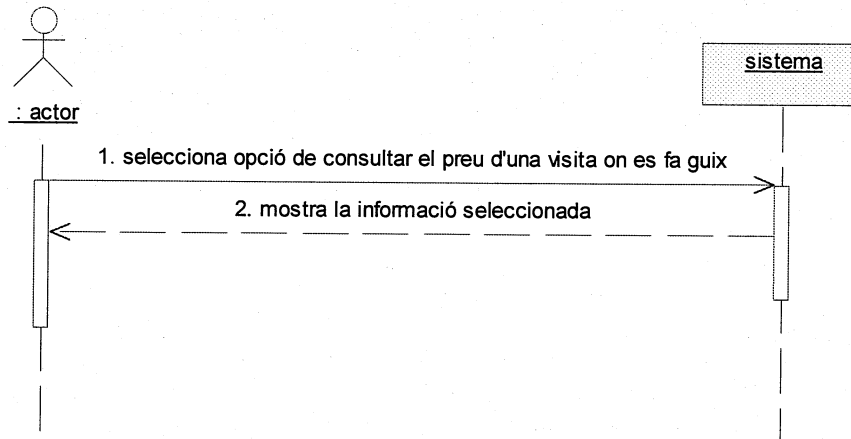 sistema
: actor
1. selecciona opció de consultar el preu d'una visita on es fa guix
2. mostra la informació seleccionada